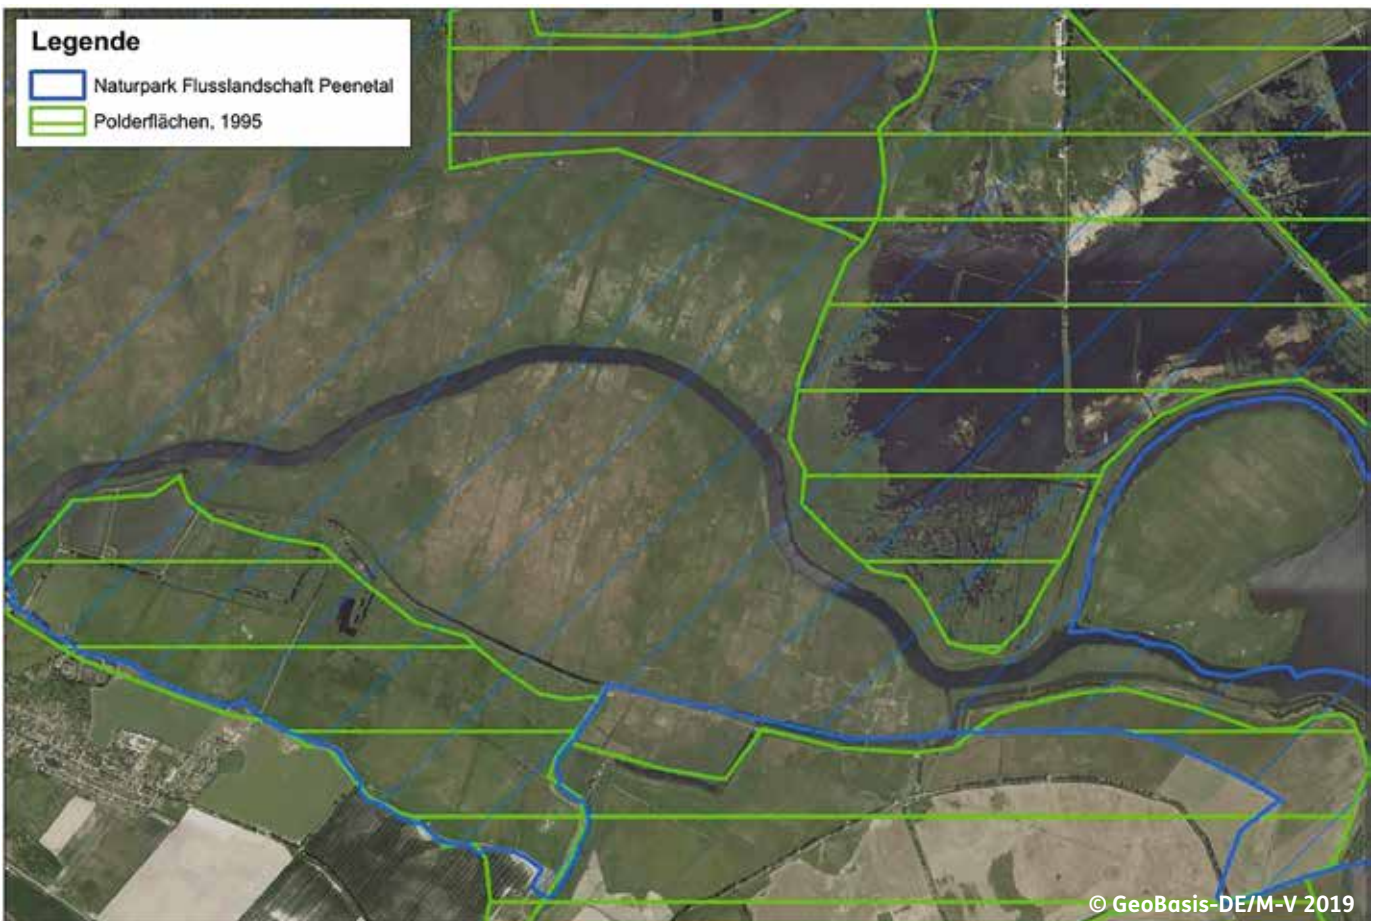 Legende
Naturpark Flusslandschaft Peenetal
Polderflächen, 1995
© GeoBasis-DE/M-V 2019